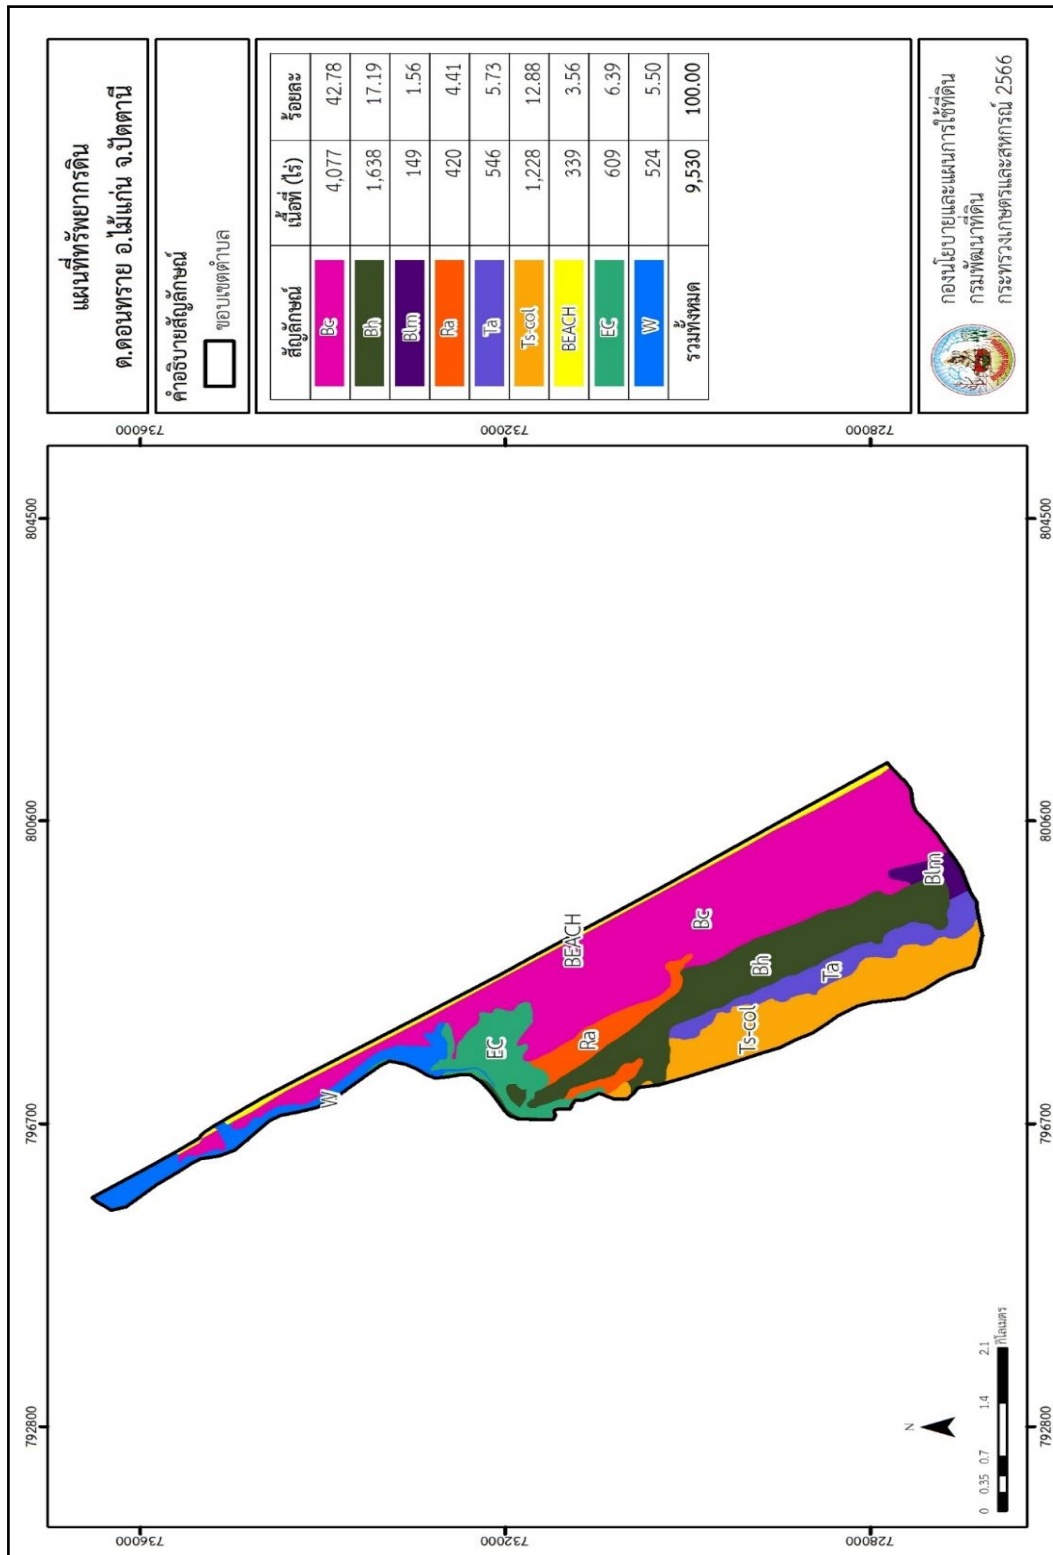 แผนที่ทรัพยากรดิน
ต.ดอนทราย อ.ไม้แก่น จ.ปัตตานี
คำอธิบายสัญลักษณ์
ขอบเขตตำบล
สัญลักษณ์ เนื้อที่ (ไร่) ร้อยละ
Bc 4,077 42.78
Bh 1,638 17.19
Blm 149 1.56
Ra 420 4.41
Ta 546 5.73
Ts-col 1,228 12.88
BEACH 339 3.56
EC 609 6.39
W 524 5.50
รวมทั้งหมด 9,530 100.00
กองนโยบายและแผนการใช้ที่ดิน
กรมพัฒนาที่ดิน
กระทรวงเกษตรและสหกรณ์ 2566
792800 796700 800600 804500
736000 736000
732000 732000
728000 728000
W
BEACH
EC
Ra
Bc
Bh
Ts-col
Ta
Blm
N
0 0.35 0.7 1.4 2.1
กิโลเมตร
792800 796700 800600 804500